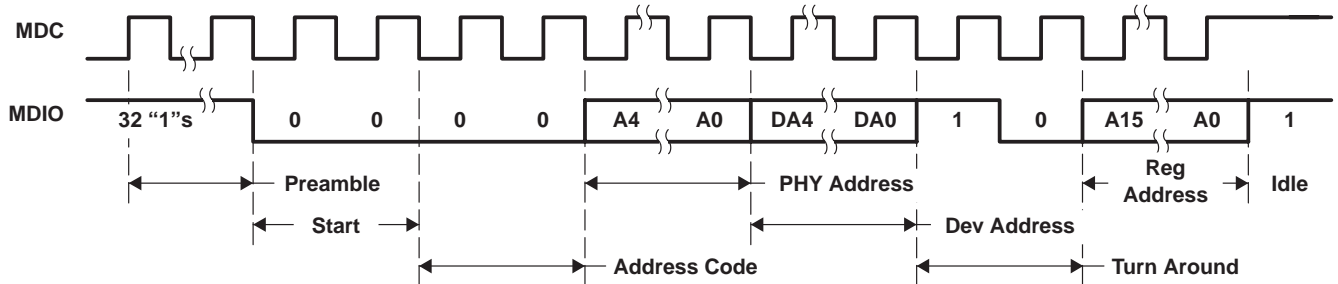 MDC
MDIO
32 “1”s 0 0 0 0 A4 A0 DA4 DA0 1 0 A15 A0 1
Preamble PHY Address Reg Address Idle
Start Dev Address
Address Code Turn Around